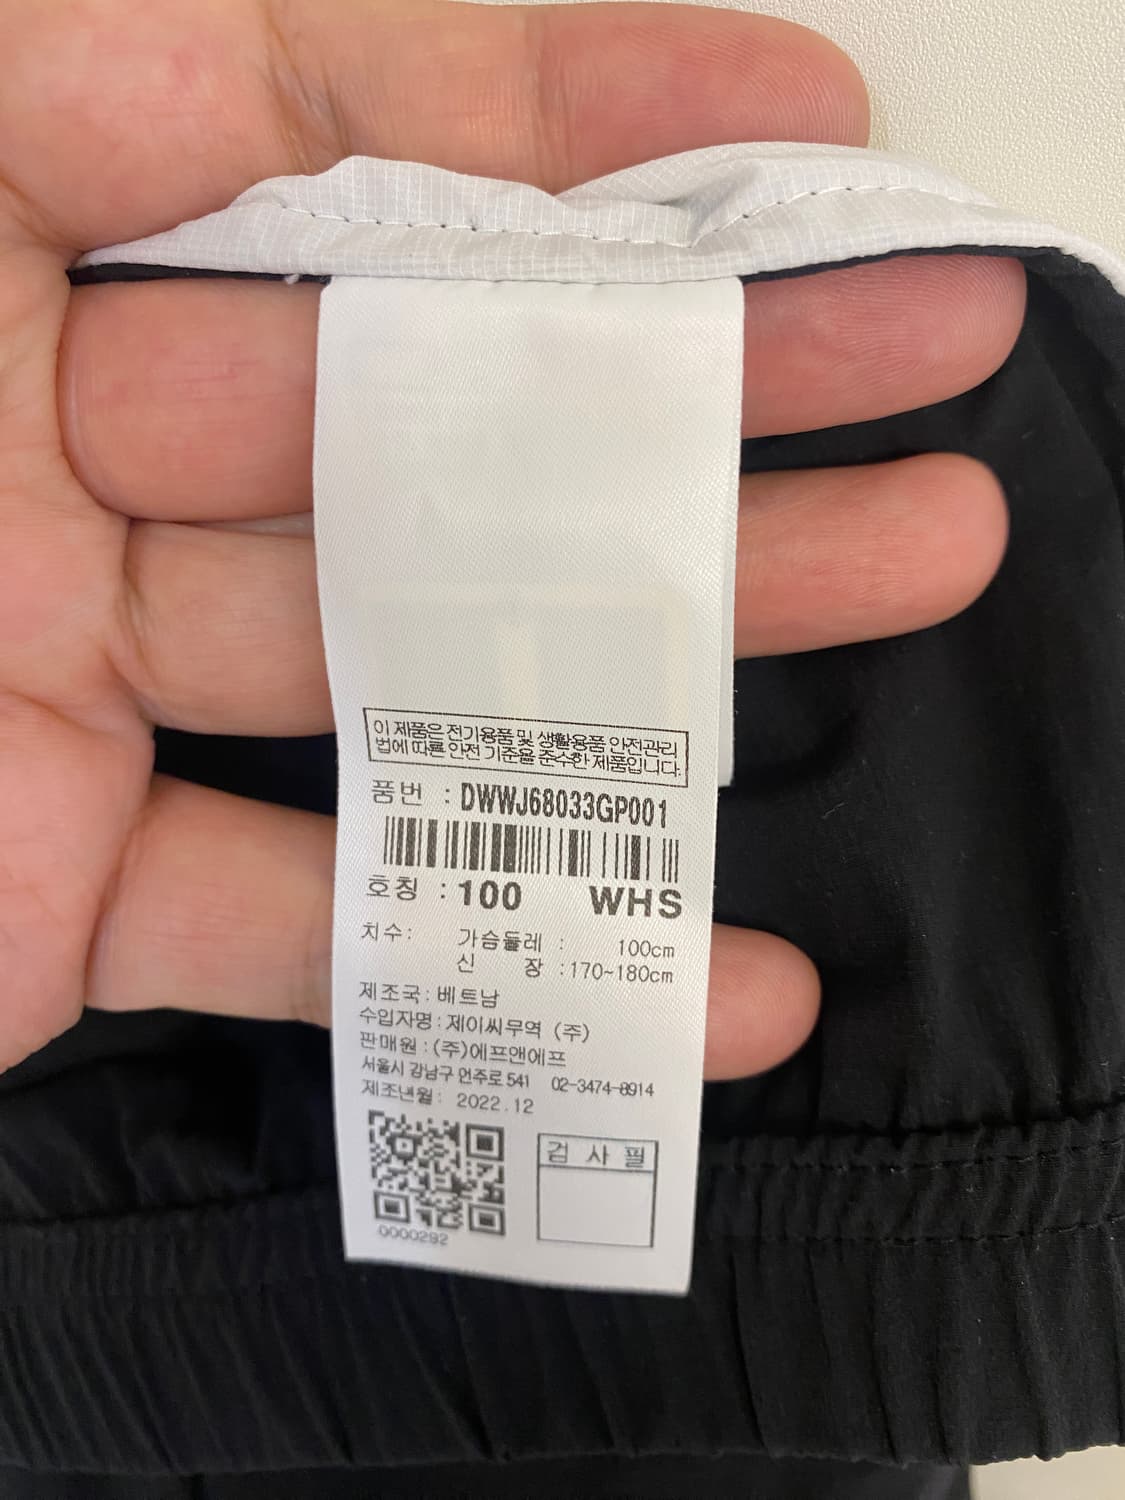 이 제품은 전기용품 및 생활용품 안전관리
법에 따른 안전 기준을 준수한 제품입니다.
품번 : DWWJ68033GP001
호칭 : 100 WHS
치수: 가슴둘레 : 100cm
신 장 : 170~180cm
제조국 : 베트남
수입자명 : 제이씨무역 (주)
판매원 : (주)에프앤에프
서울시 강남구 언주로 541 02-3474-8914
제조년월: 2022.12
검 사 필
0000292